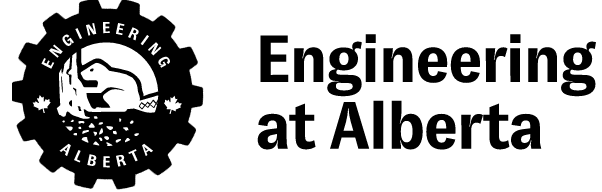 ENGINEERING
ALBERTA
Engineering
at Alberta